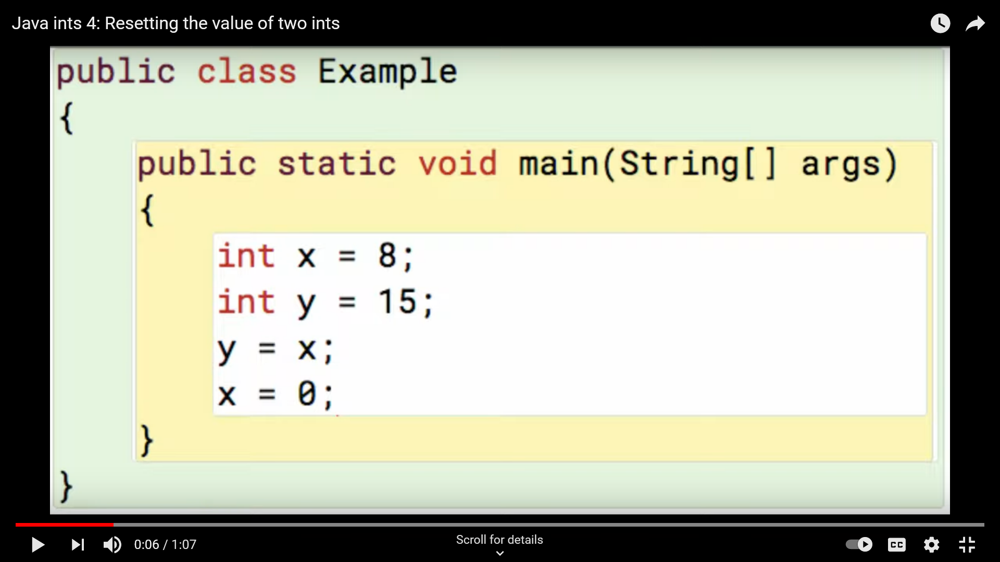 Java ints 4: Resetting the value of two ints
public class Example
{
public static void main(String[] args)
{
int x = 8;
int y = 15;
y = x;
x = 0;
}
}
0:06 / 1:07
Scroll for details
CC